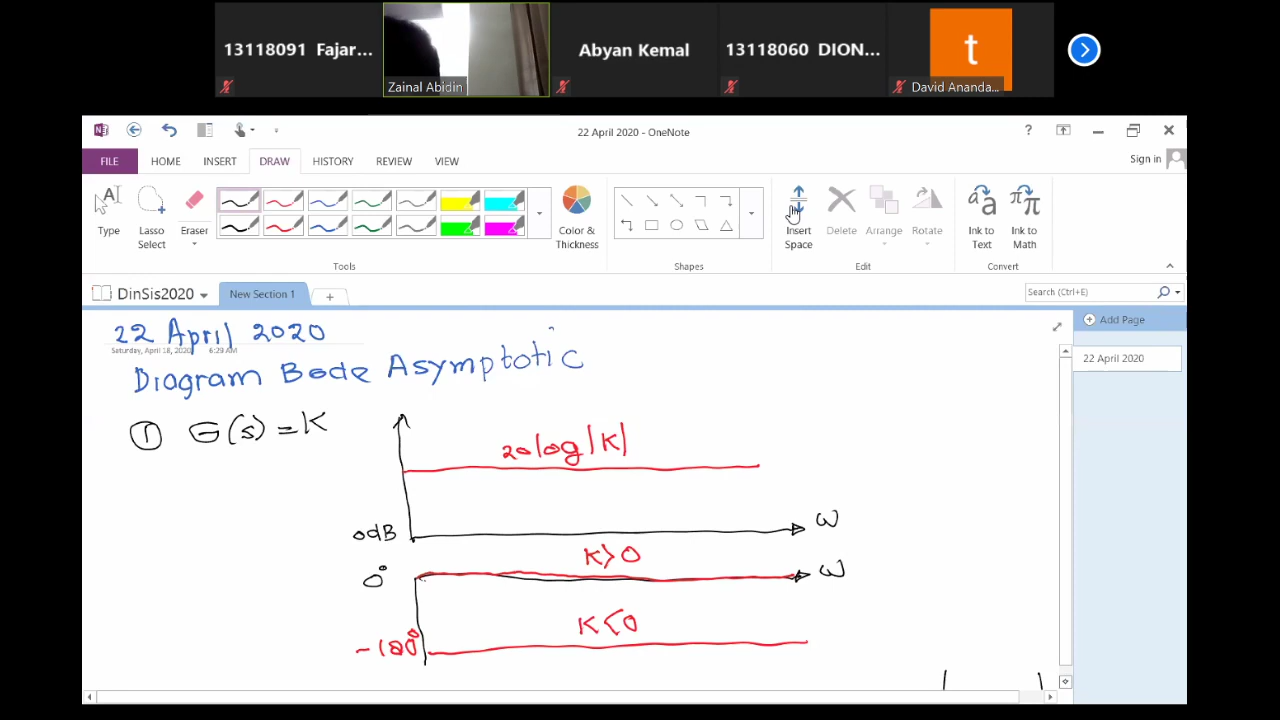 13118091 Fajar...
Zainal Abidin
Abyan Kemal
13118060 DION...
t
David Ananda...
22 April 2020 - OneNote
?
FILE HOME INSERT DRAW HISTORY REVIEW VIEW
Sign in
Type
Lasso Select
Eraser
Color & Thickness
Insert Space
Delete
Arrange
Rotate
Ink to Text
Ink to Math
Tools
Shapes
Edit
Convert
DinSis2020
New Section 1
+
Search (Ctrl+E)
Add Page
22 April 2020
22 April 2020
Saturday, April 18, 2020 6:29 AM
Diagram Bode Asymptotic
① G(s) = K
20 log |K|
0dB
ω
K>0
0°
ω
K<0
-180°